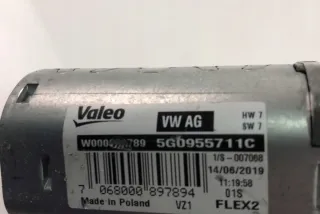 Valeo
VW AG
HW 7
SW 7
5G0955711C
1/S - 007068
14/06/2019
11:19:58
7 068000 897894
01S
Made in Poland
VZ1
FLEX2